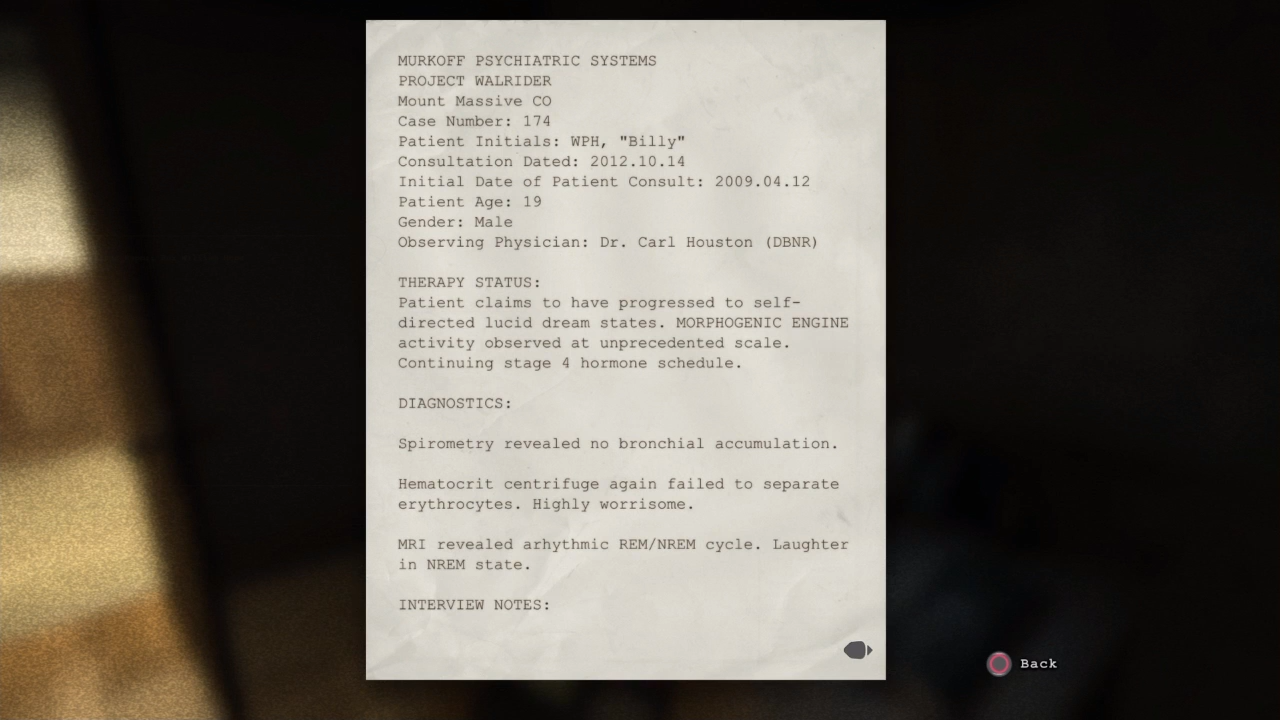 MURKOFF PSYCHIATRIC SYSTEMS
PROJECT WALRIDER
Mount Massive CO
Case Number: 174
Patient Initials: WPH, "Billy"
Consultation Dated: 2012.10.14
Initial Date of Patient Consult: 2009.04.12
Patient Age: 19
Gender: Male
Observing Physician: Dr. Carl Houston (DBNR)
THERAPY STATUS:
Patient claims to have progressed to self-
directed lucid dream states. MORPHOGENIC ENGINE
activity observed at unprecedented scale.
Continuing stage 4 hormone schedule.
DIAGNOSTICS:
Spirometry revealed no bronchial accumulation.
Hematocrit centrifuge again failed to separate
erythrocytes. Highly worrisome.
MRI revealed arhythmic REM/NREM cycle. Laughter
in NREM state.
INTERVIEW NOTES:
Back